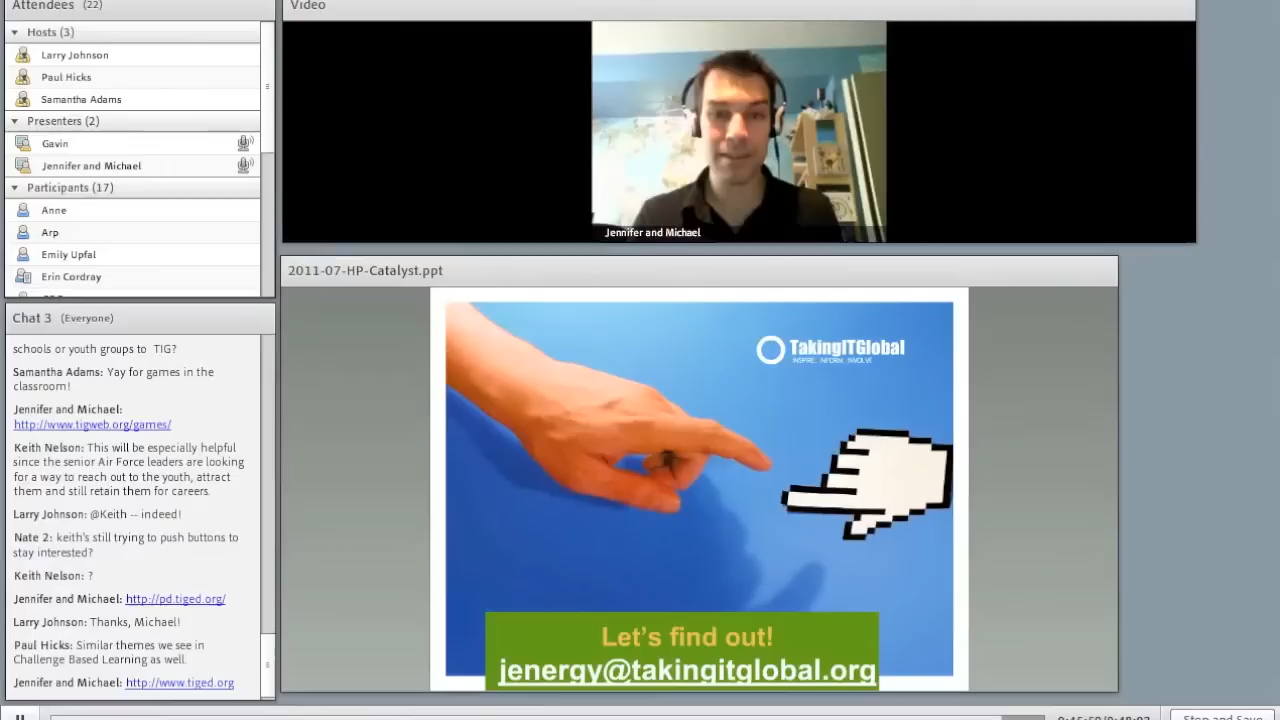 Attendees (22)
Hosts (3)
Larry Johnson
Paul Hicks
Samantha Adams
Presenters (2)
Gavin
Jennifer and Michael
Participants (17)
Anne
Arp
Emily Upfal
Erin Cordray
Chat 3 (Everyone)
schools or youth groups to TIG?
Samantha Adams: Yay for games in the
classroom!
Jennifer and Michael:
http://www.tigweb.org/games/
Keith Nelson: This will be especially helpful
since the senior Air Force leaders are looking
for a way to reach out to the youth, attract
them and still retain them for careers.
Larry Johnson: @Keith -- indeed!
Nate 2: keith's still trying to push buttons to
stay interested?
Keith Nelson: ?
Jennifer and Michael: http://pd.tiged.org/
Larry Johnson: Thanks, Michael!
Paul Hicks: Similar themes we see in
Challenge Based Learning as well.
Jennifer and Michael: http://www.tiged.org
Video
Jennifer and Michael
2011-07-HP-Catalyst.ppt
TakingITGlobal
INSPIRE. INFORM. INVOLVE.
Let's find out!
jenergy@takingitglobal.org
Stop and Save